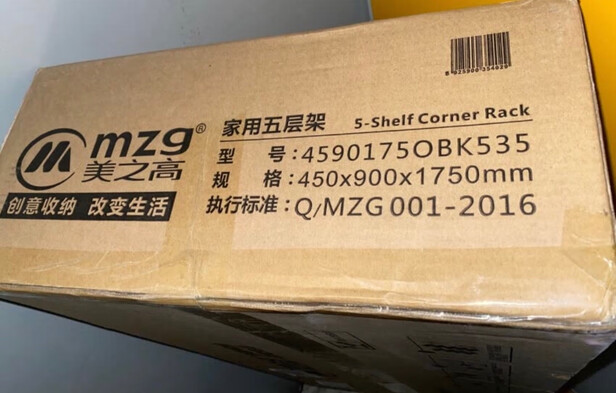 mzg®
美之高
创意收纳 改变生活
家用五层架 5-Shelf Corner Rack
型 号:4590175OBK535
规 格:450x900x1750mm
执行标准:Q/MZG 001-2016